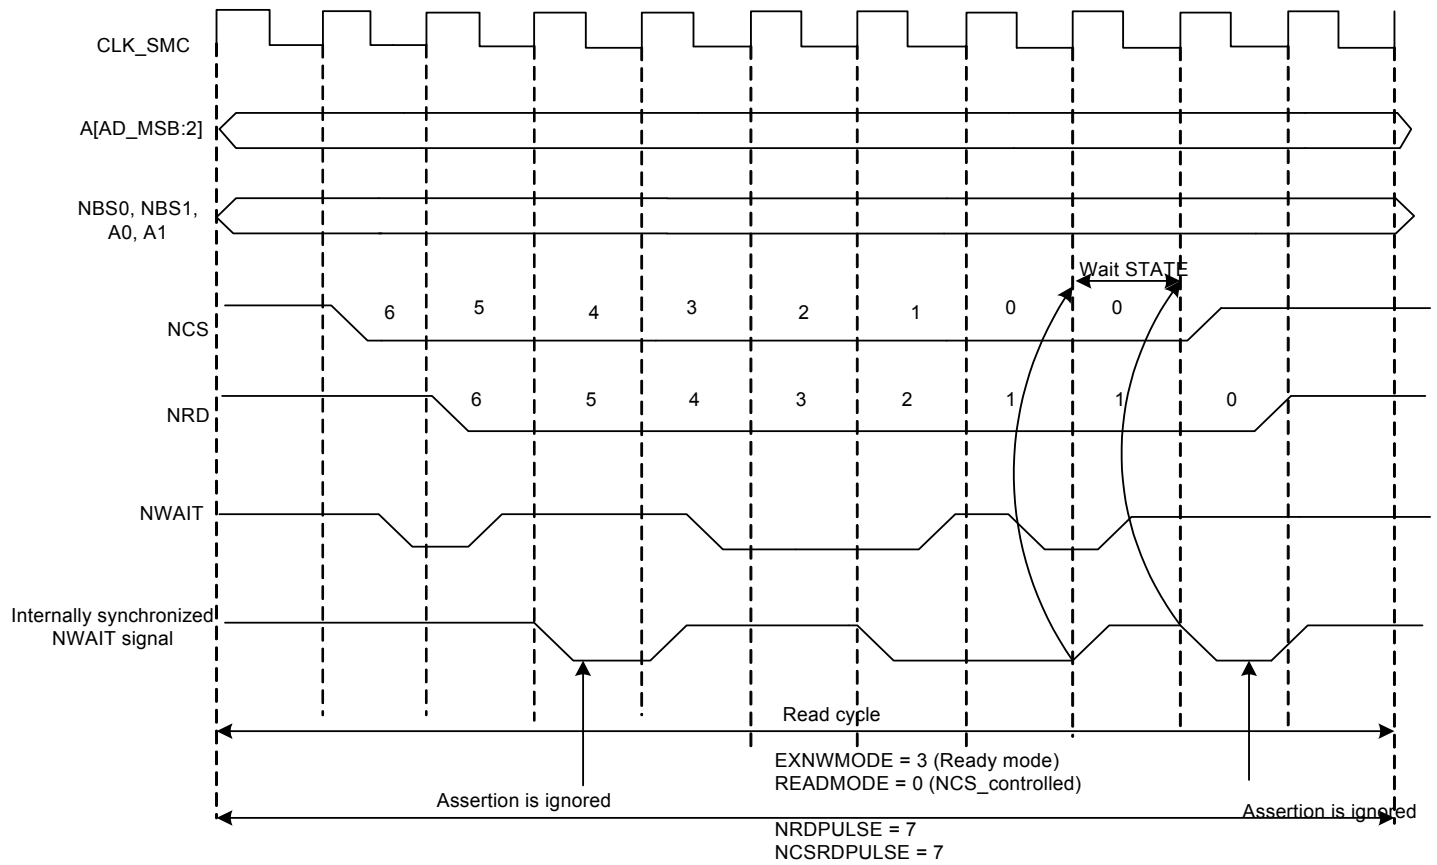 CLK_SMC
A[AD_MSB:2]
NBS0, NBS1,
A0, A1
Wait STATE
NCS
6 5 4 3 2 1 0 0
NRD
6 5 4 3 2 1 1 0
NWAIT
Internally synchronized
NWAIT signal
Read cycle
EXNWMODE = 3 (Ready mode)
READMODE = 0 (NCS_controlled)
Assertion is ignored
Assertion is ignored
NRDPULSE = 7
NCSRDPULSE = 7